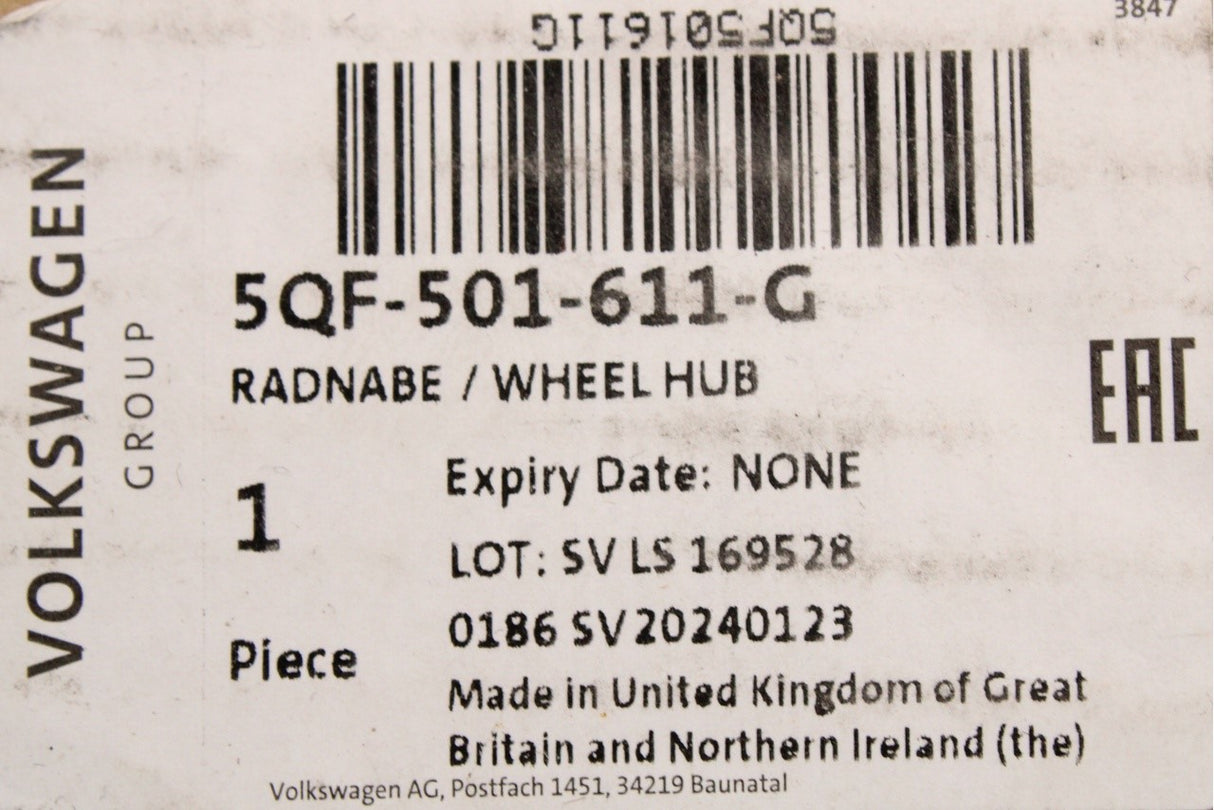 3847
5QF501611G
5QF-501-611-G
RADNABE / WHEEL HUB
EAC
1
Piece
Expiry Date: NONE
LOT: SV LS 169528
0186 SV20240123
Made in United Kingdom of Great
Britain and Northern Ireland (the)
Volkswagen AG, Postfach 1451, 34219 Baunatal
VOLKSWAGEN
GROUP